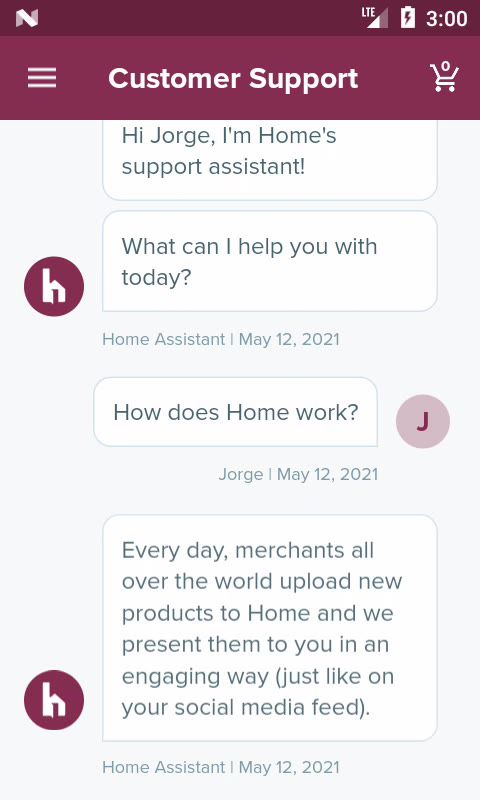 LTE 3:00
Customer Support
0
Hi Jorge, I'm Home's
support assistant!
What can I help you with
today?
h
Home Assistant | May 12, 2021
How does Home work?
J
Jorge | May 12, 2021
Every day, merchants all
over the world upload new
products to Home and we
present them to you in an
engaging way (just like on
your social media feed).
h
Home Assistant | May 12, 2021